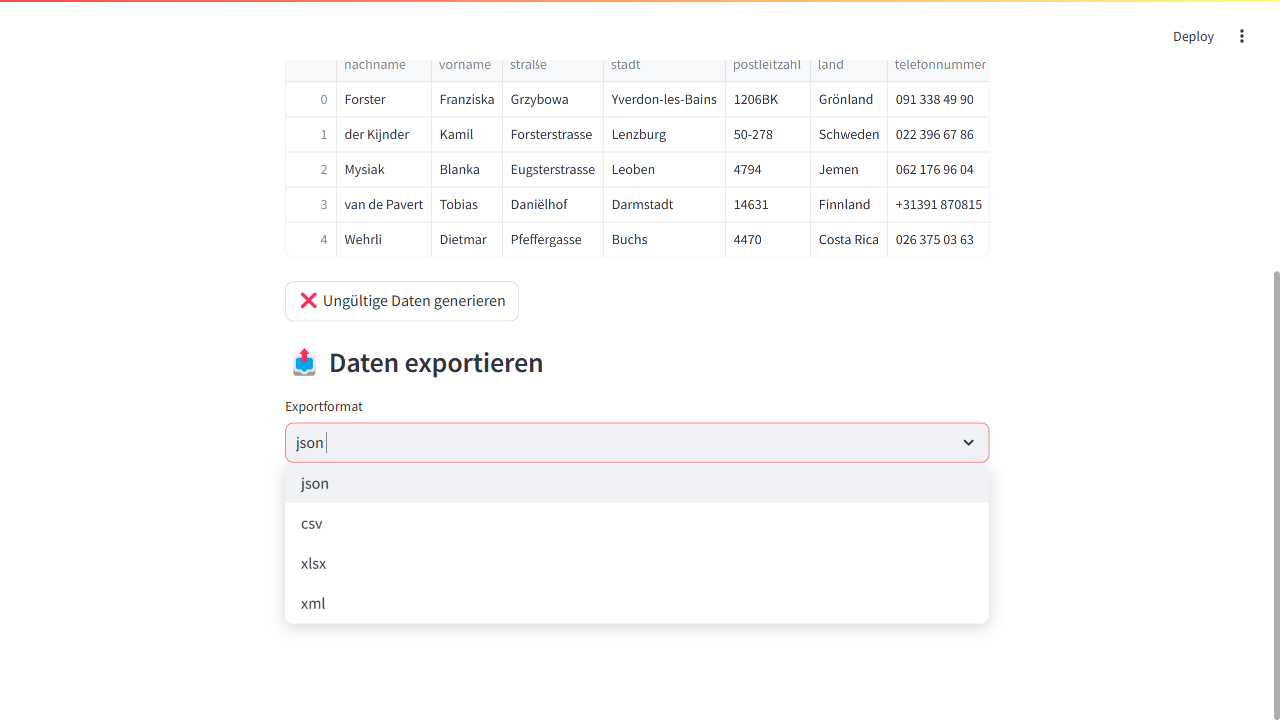 Deploy
nachname vorname straße stadt postleitzahl land telefonnummer
0 Forster Franziska Grzybowa Yverdon-les-Bains 1206BK Grönland 091 338 49 90
1 der Kijnder Kamil Forsterstrasse Lenzburg 50-278 Schweden 022 396 67 86
2 Mysiak Blanka Eugsterstrasse Leoben 4794 Jemen 062 176 96 04
3 van de Pavert Tobias Daniëlhof Darmstadt 14631 Finnland +31391 870815
4 Wehrli Dietmar Pfeffergasse Buchs 4470 Costa Rica 026 375 03 63
❌ Ungültige Daten generieren
📤 Daten exportieren
Exportformat
json
json
csv
xlsx
xml